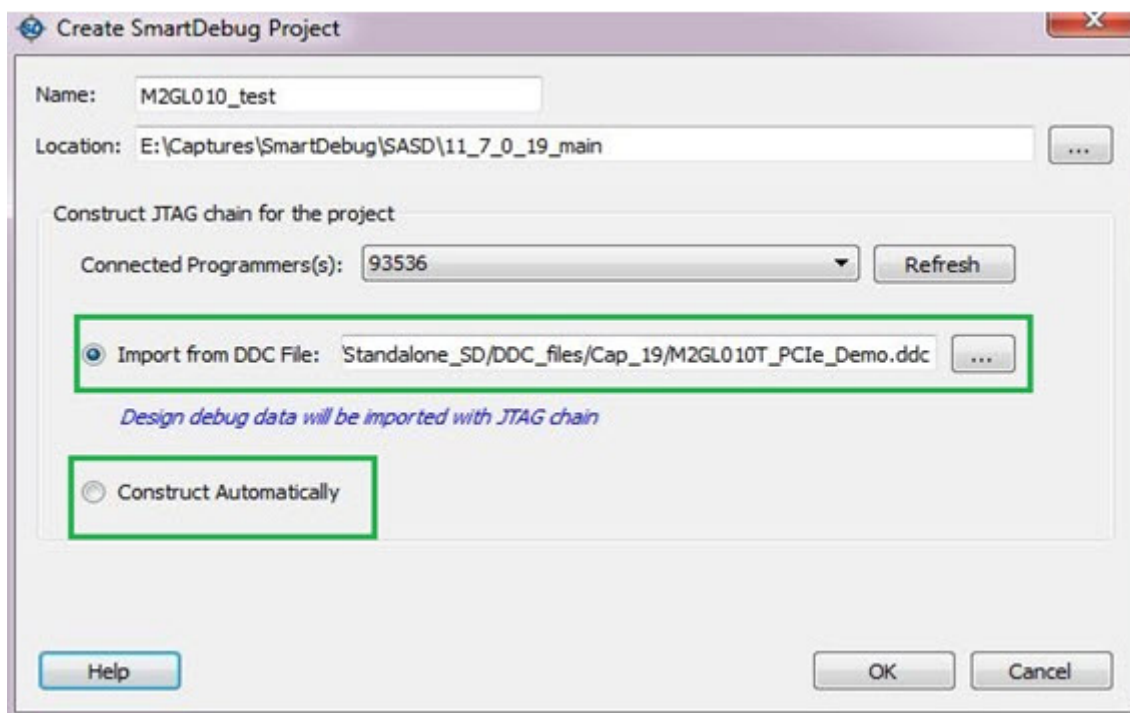 Create SmartDebug Project
Name: M2GL010_test
Location: E:\Captures\SmartDebug\SASD\11_7_0_19_main ...
Construct JTAG chain for the project
Connected Programmers(s): 93536 Refresh
Import from DDC File: Standalone_SD/DDC_files/Cap_19/M2GL010T_PCIe_Demo.ddc ...
Design debug data will be imported with JTAG chain
Construct Automatically
Help OK Cancel